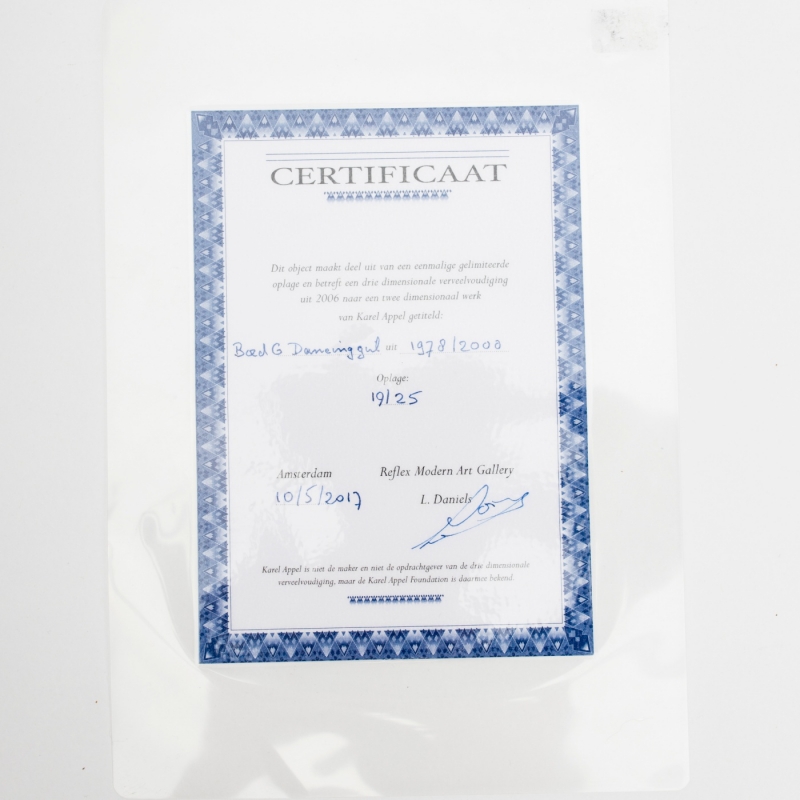 CERTIFICAAT
Dit object maakt deel uit van een eenmalige gelimiteerde
oplage en betreft een drie dimensionale verveelvoudiging
uit 2006 naar een twee dimensionaal werk
van Karel Appel getiteld:
uit 1978/2000
Oplage:
19/25
Amsterdam Reflex Modern Art Gallery
10/5/2017 L. Daniels
Karel Appel is niet de maker en niet de opdrachtgever van de drie dimensionale
verveelvoudiging, maar de Karel Appel Foundation is daarmee bekend.